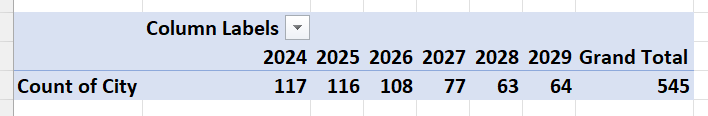 Column Labels
2024 2025 2026 2027 2028 2029 Grand Total
Count of City 117 116 108 77 63 64 545